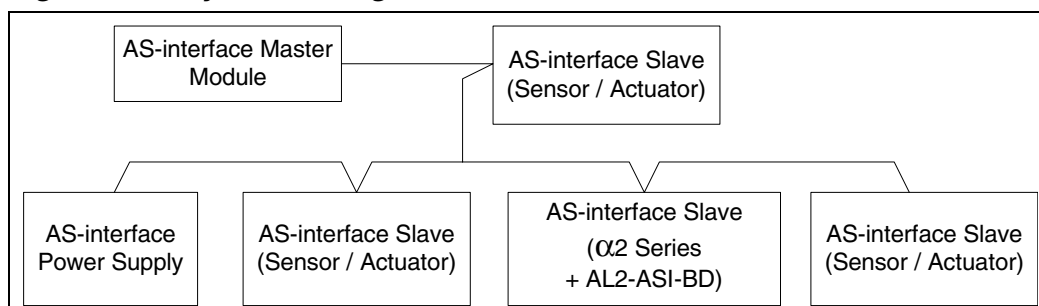 AS-interface Master
Module
AS-interface Slave
(Sensor / Actuator)
AS-interface
Power Supply
AS-interface Slave
(Sensor / Actuator)
AS-interface Slave
(α2 Series
+ AL2-ASI-BD)
AS-interface Slave
(Sensor / Actuator)